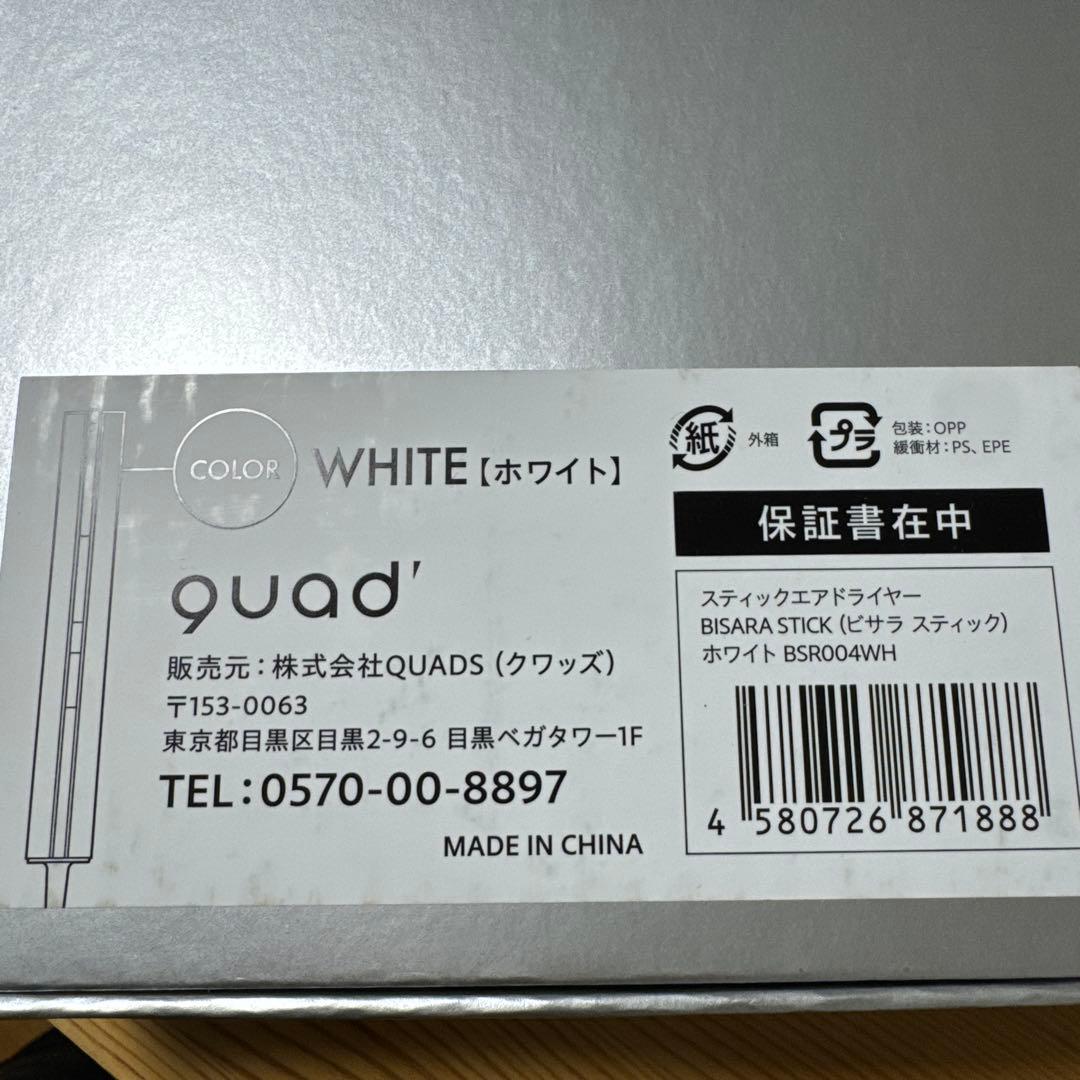 COLOR
WHITE【ホワイト】
quad'
販売元：株式会社QUADS（クワッズ）
〒153-0063
東京都目黒区目黒2-9-6 目黒ベガタワー1F
TEL：0570-00-8897
MADE IN CHINA
紙
外箱
プラ
包装：OPP
緩衝材：PS、EPE
保証書在中
スティックエアドライヤー
BISARA STICK（ビサラ スティック）
ホワイト BSR004WH
4 580726 871888